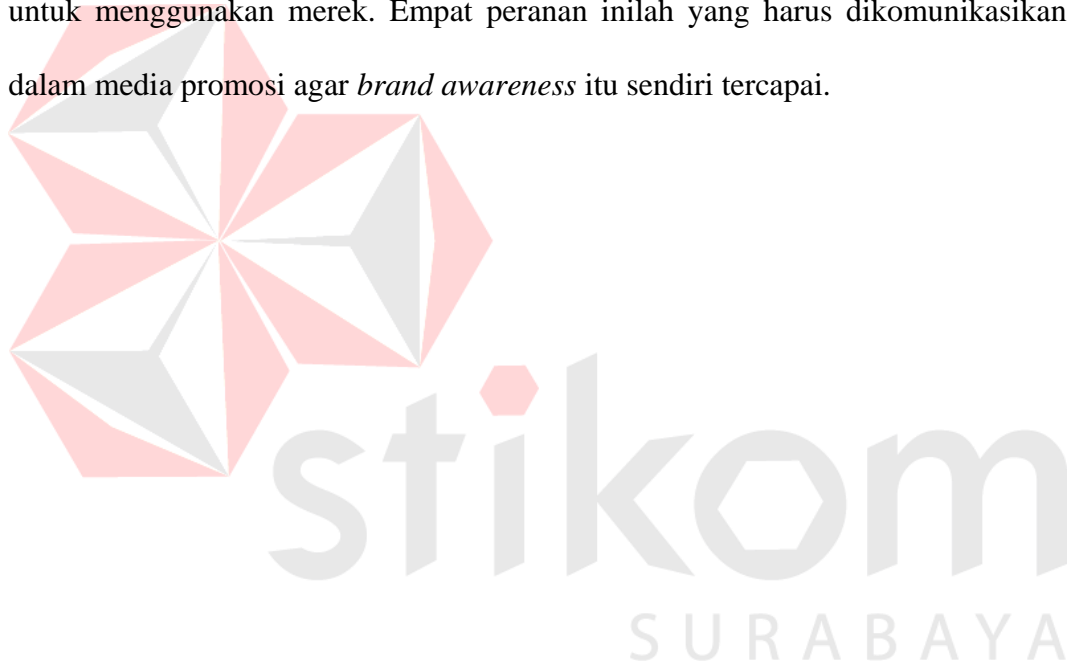 untuk menggunakan merek. Empat peranan inilah yang harus dikomunikasikan
dalam media promosi agar brand awareness itu sendiri tercapai.
stikom
SURABAYA